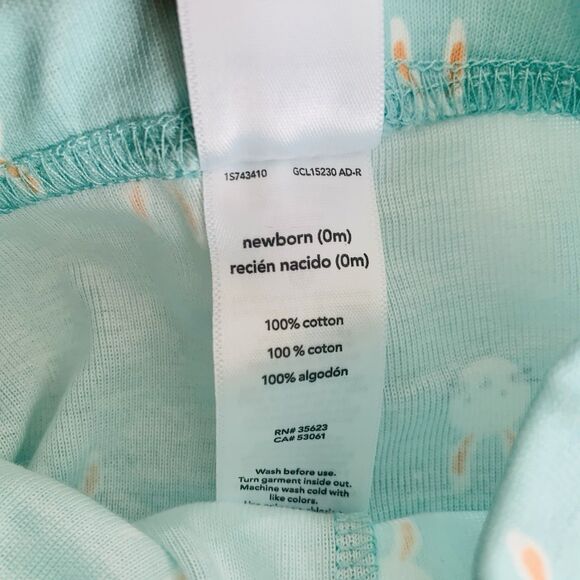 1S743410 GCL15230 AD-R
newborn (0m)
recién nacido (0m)
100% cotton
100% coton
100% algodón
RN# 35623
CA# 53061
Wash before use.
Turn garment inside out.
Machine wash cold with
like colors.